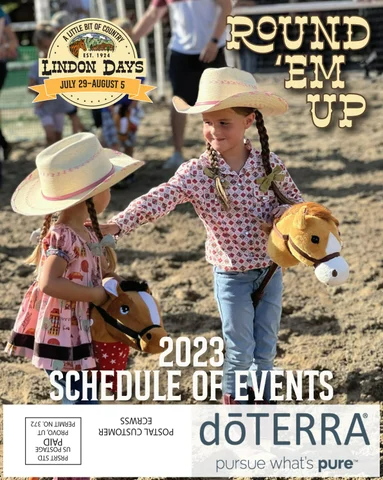 A LITTLE BIT OF COUNTRY
EST. 1924
LINDON DAYS
JULY 29-AUGUST 5
ROUND
'EM
UP
2023
SCHEDULE OF EVENTS
PRSRT STD
US POSTAGE
PAID
PROVO, UT
PERMIT NO. 372
POSTAL CUSTOMER
ECRWSS
dōTERRA®
pursue what's pure™